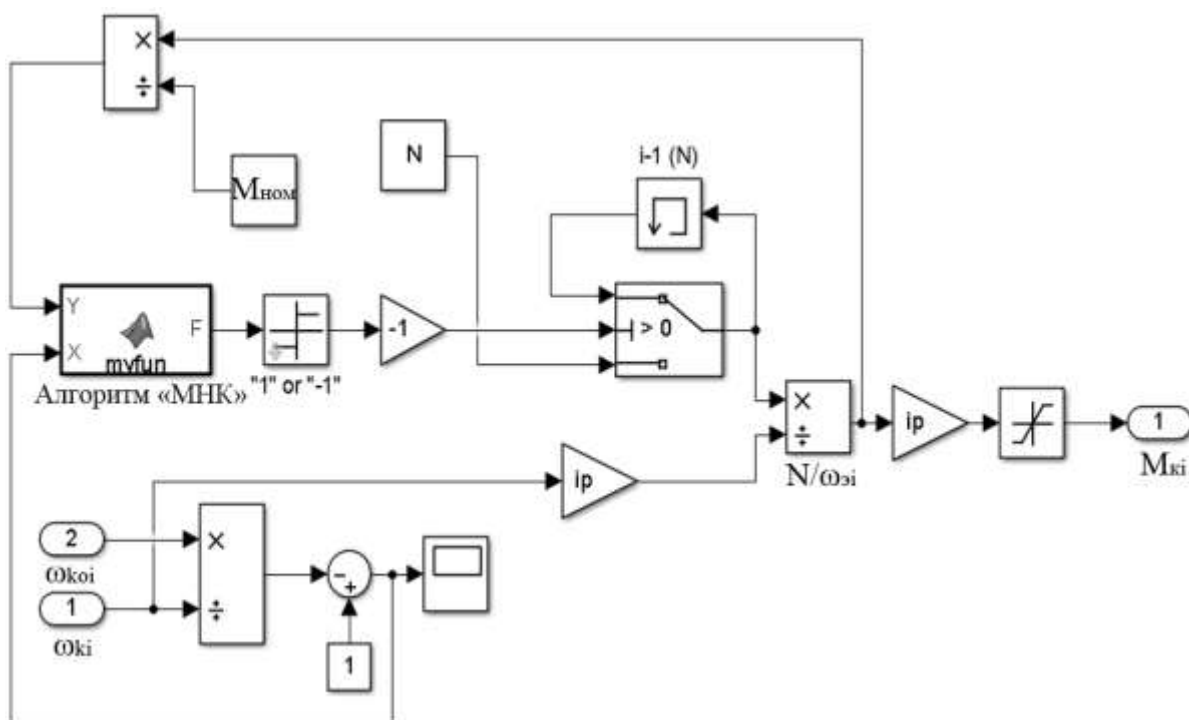 ×
÷
Mном
N
i-1 (N)
Y
X
F
myfun
Алгоритм «МНК»
"1" or "-1"
-1
> 0
×
÷
N/ωэi
ip
1
Mкi
ip
2
ωkoi
1
ωki
×
÷
-
+
1